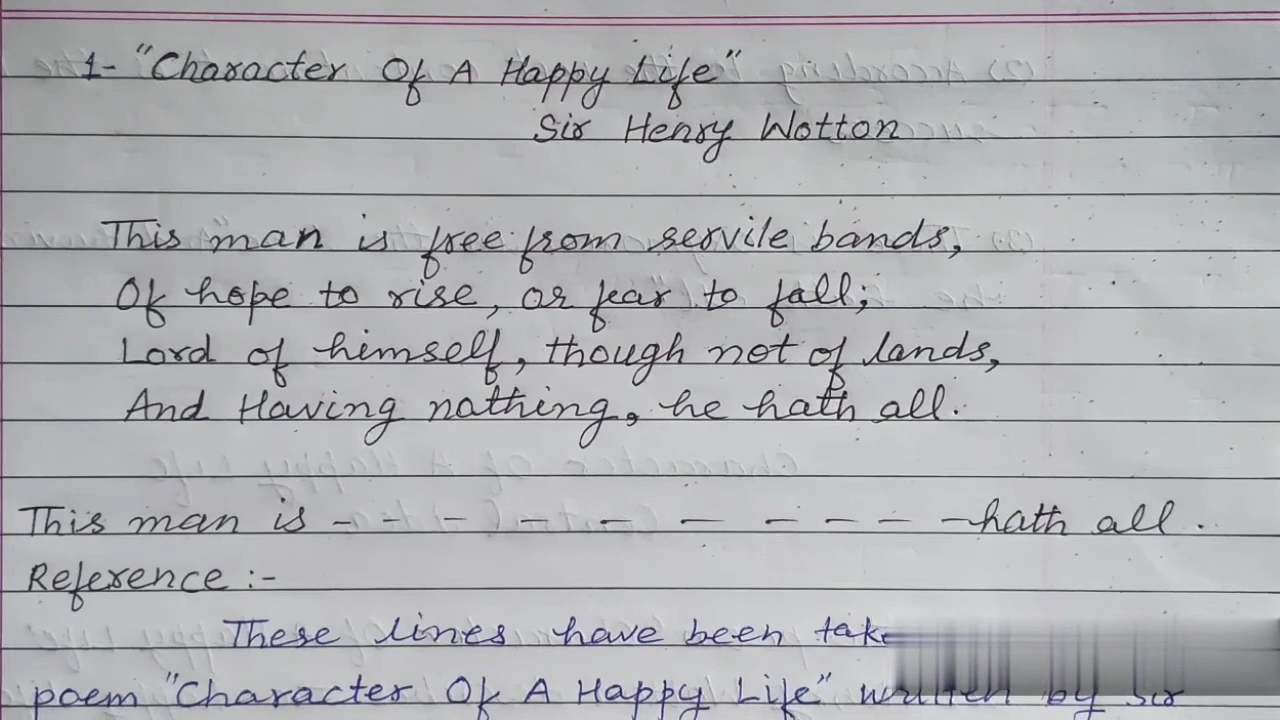 1- "Character Of A Happy Life"
Sir Henry Wotton
This man is free from servile bands,
Of hope to rise, or fear to fall;
Lord of himself, though not of lands,
And Having nothing, he hath all.
This man is - - - - - - - - - - hath all.
Reference :-
These lines have been
poem "Character Of A Happy Life" written by Sir